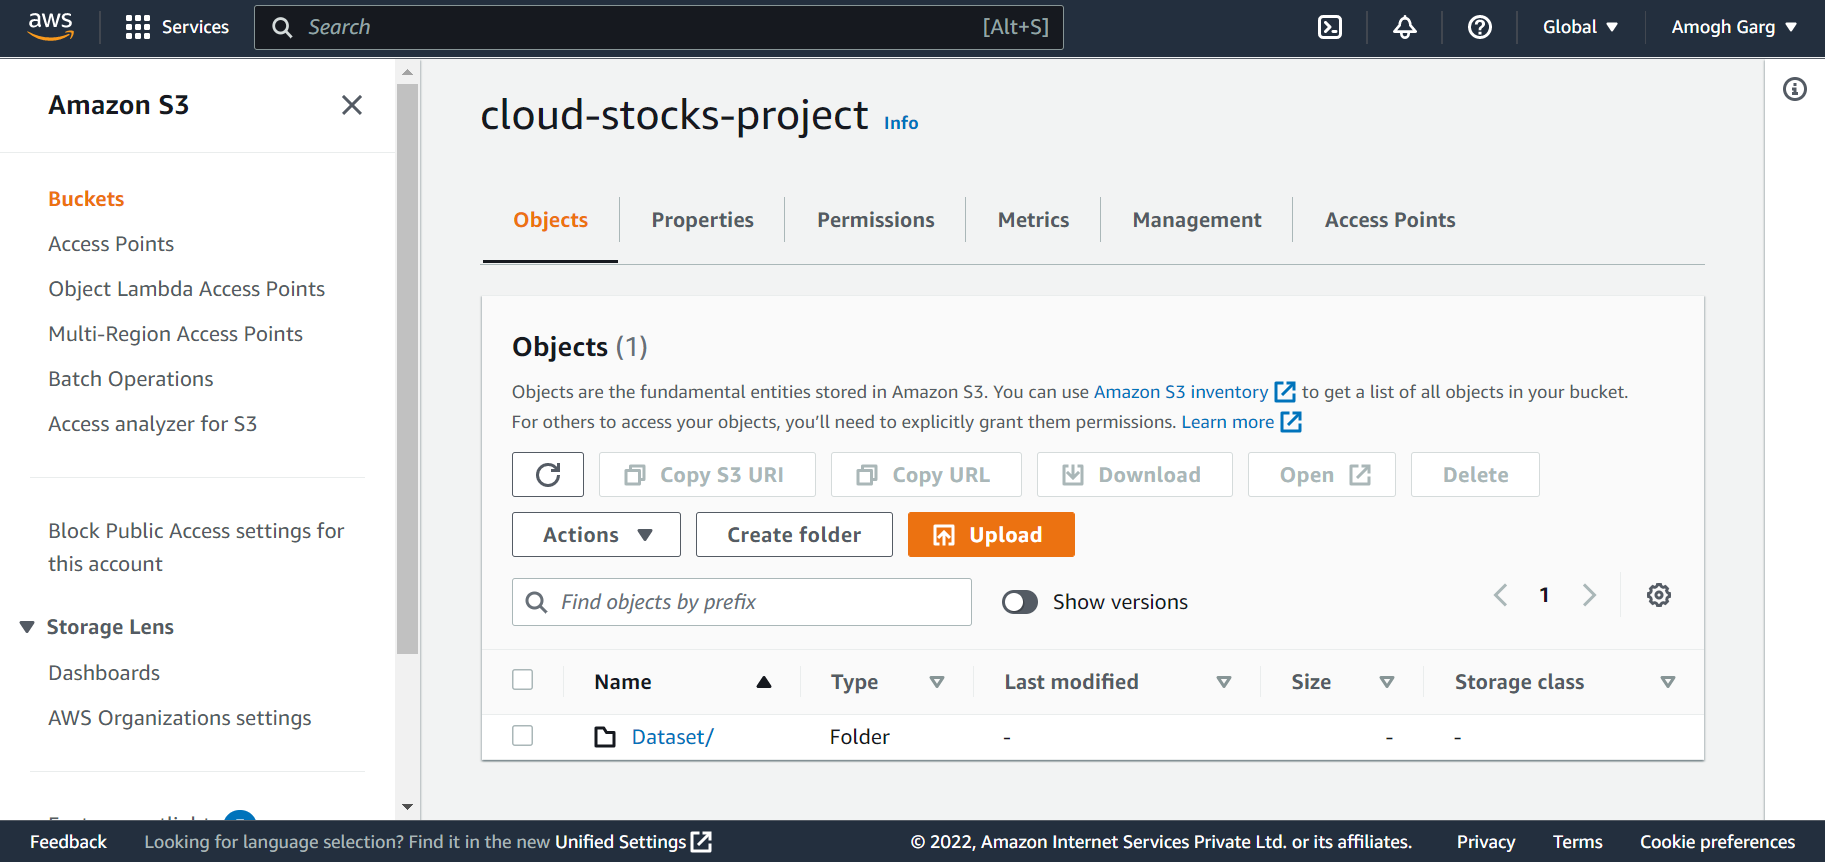 aws
Services
Search
[Alt+S]
Global
Amogh Garg
Amazon S3
Buckets
Access Points
Object Lambda Access Points
Multi-Region Access Points
Batch Operations
Access analyzer for S3
Block Public Access settings for
this account
Storage Lens
Dashboards
AWS Organizations settings
cloud-stocks-project Info
Objects
Properties
Permissions
Metrics
Management
Access Points
Objects (1)
Objects are the fundamental entities stored in Amazon S3. You can use Amazon S3 inventory to get a list of all objects in your bucket.
For others to access your objects, you’ll need to explicitly grant them permissions. Learn more
Copy S3 URI
Copy URL
Download
Open
Delete
Actions
Create folder
Upload
Find objects by prefix
Show versions
1
Name
Type
Last modified
Size
Storage class
Dataset/
Folder
-
-
-
Feedback
Looking for language selection? Find it in the new Unified Settings
© 2022, Amazon Internet Services Private Ltd. or its affiliates.
Privacy
Terms
Cookie preferences